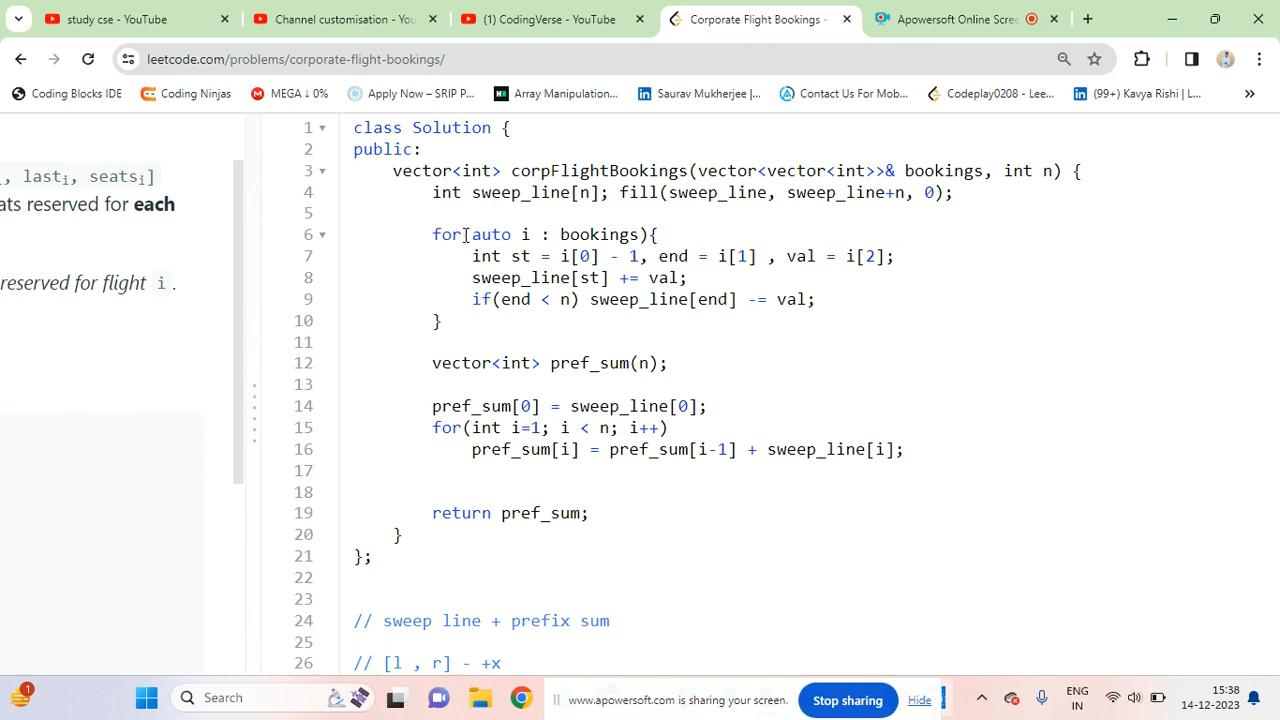 study cse - YouTube
Channel customisation - You
(1) CodingVerse - YouTube
Corporate Flight Bookings -
Apowersoft Online Scree
leetcode.com/problems/corporate-flight-bookings/
Coding Blocks IDE
Coding Ninjas
MEGA ↓ 0%
Apply Now – SRIP P...
Array Manipulation...
Saurav Mukherjee |...
Contact Us For Mob...
Codeplay0208 - Lee...
(99+) Kavya Rishi | L...
, lastᵢ, seatsᵢ]
ats reserved for each
reserved for flight i .
1 class Solution {
2 public:
3 vector<int> corpFlightBookings(vector<vector<int>>& bookings, int n) {
4 int sweep_line[n]; fill(sweep_line, sweep_line+n, 0);
5
6 for(auto i : bookings){
7 int st = i[0] - 1, end = i[1] , val = i[2];
8 sweep_line[st] += val;
9 if(end < n) sweep_line[end] -= val;
10 }
11
12 vector<int> pref_sum(n);
13
14 pref_sum[0] = sweep_line[0];
15 for(int i=1; i < n; i++)
16 pref_sum[i] = pref_sum[i-1] + sweep_line[i];
17
18
19 return pref_sum;
20 }
21 };
22
23
24 // sweep line + prefix sum
25
26 // [l , r] - +x
1
Search
www.apowersoft.com is sharing your screen.
Stop sharing
Hide
ENG
IN
15:38
14-12-2023